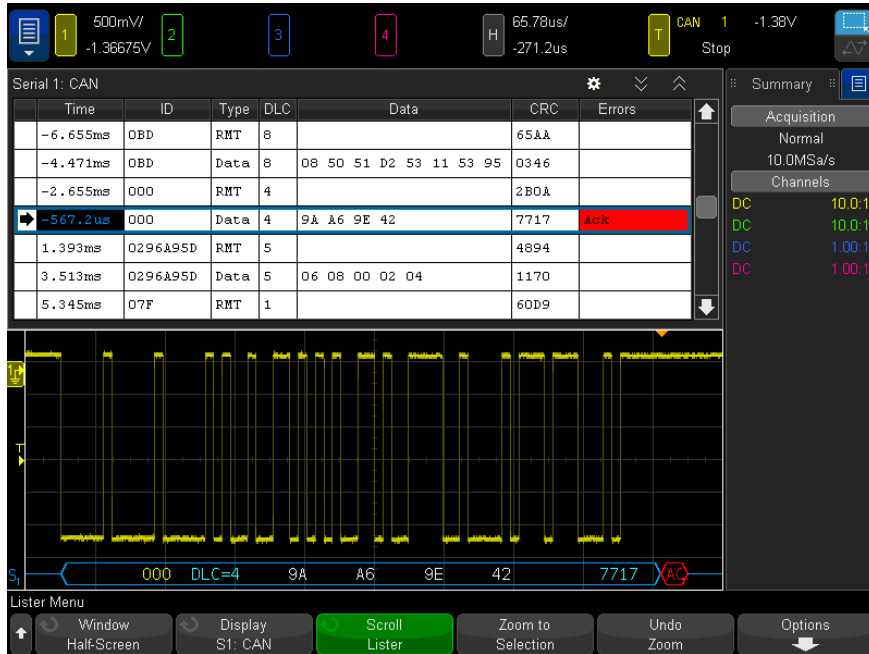 1 500mV/ -1.36675V 2 3 4 H 65.78us/ -271.2us T CAN 1 -1.38V Stop
Serial 1: CAN
Time ID Type DLC Data CRC Errors
-6.655ms 0BD RMT 8 65AA
-4.471ms 0BD Data 8 08 50 51 D2 53 11 53 95 0346
-2.655ms 000 RMT 4 2B0A
-567.2us 000 Data 4 9A A6 9E 42 7717 Ack
1.393ms 0296A95D RMT 5 4894
3.513ms 0296A95D Data 5 06 08 00 02 04 1170
5.345ms 07F RMT 1 60D9
Summary
Acquisition
Normal
10.0MSa/s
Channels
DC 10.0:1
DC 10.0:1
DC 1.00:1
DC 1.00:1
1
T
S1 000 DLC=4 9A A6 9E 42 7717 AC
Lister Menu
Window Half-Screen
Display S1: CAN
Scroll Lister
Zoom to Selection
Undo Zoom
Options